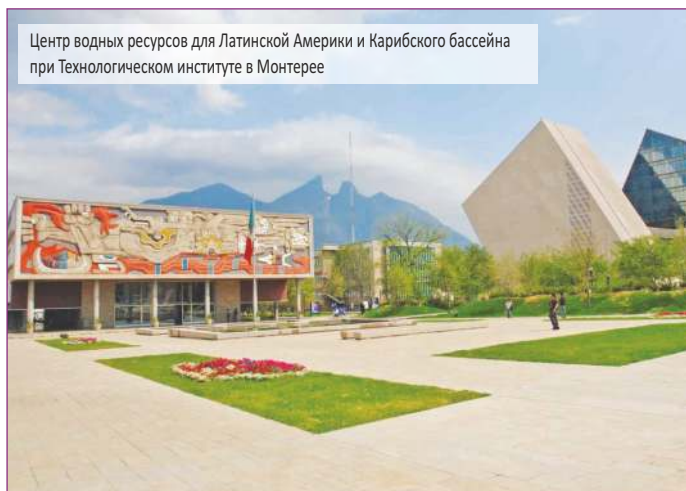 Центр водных ресурсов для Латинской Америки и Карибского бассейна
при Технологическом институте в Монтерее